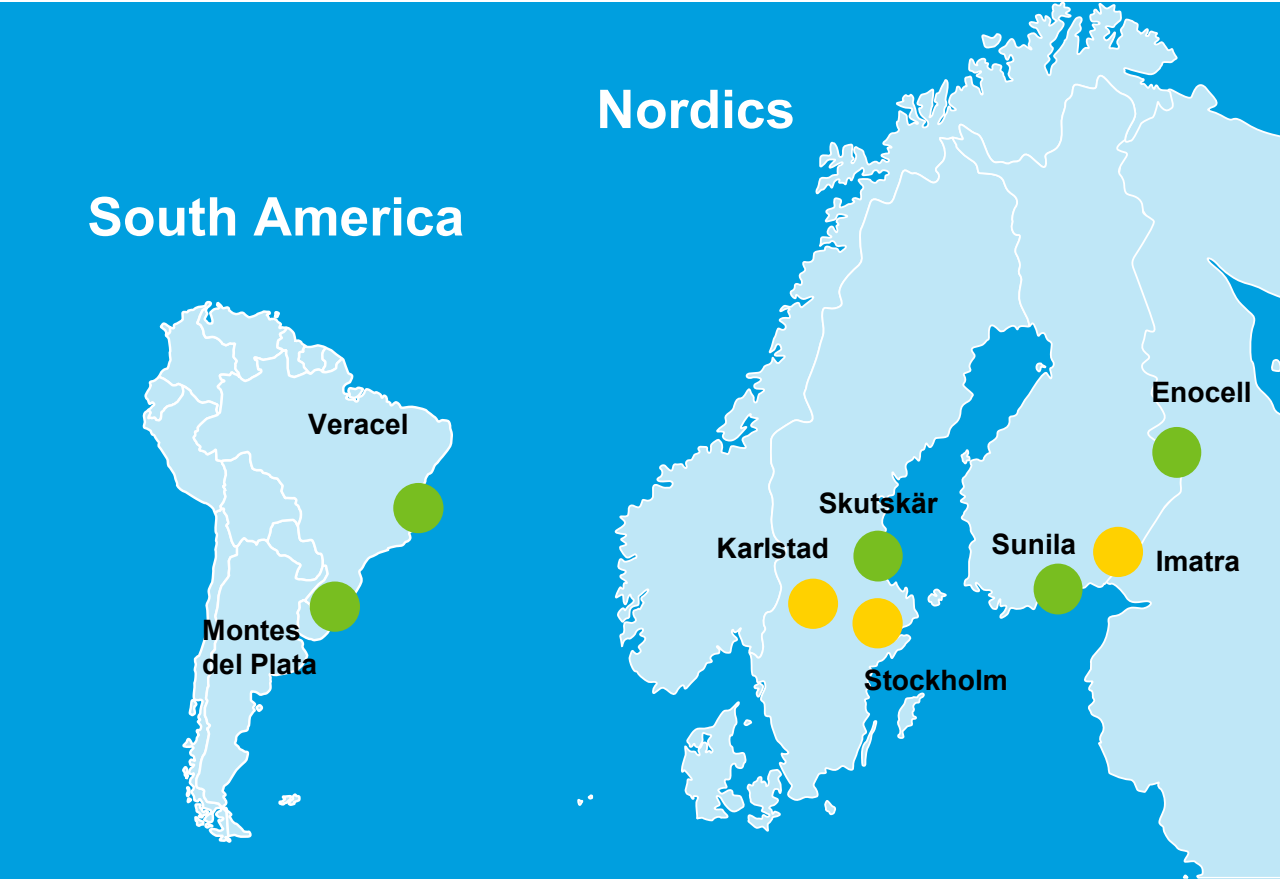 Nordics
South America
Veracel
Montes
del Plata
Enocell
Skutskär
Karlstad
Sunila
Imatra
Stockholm